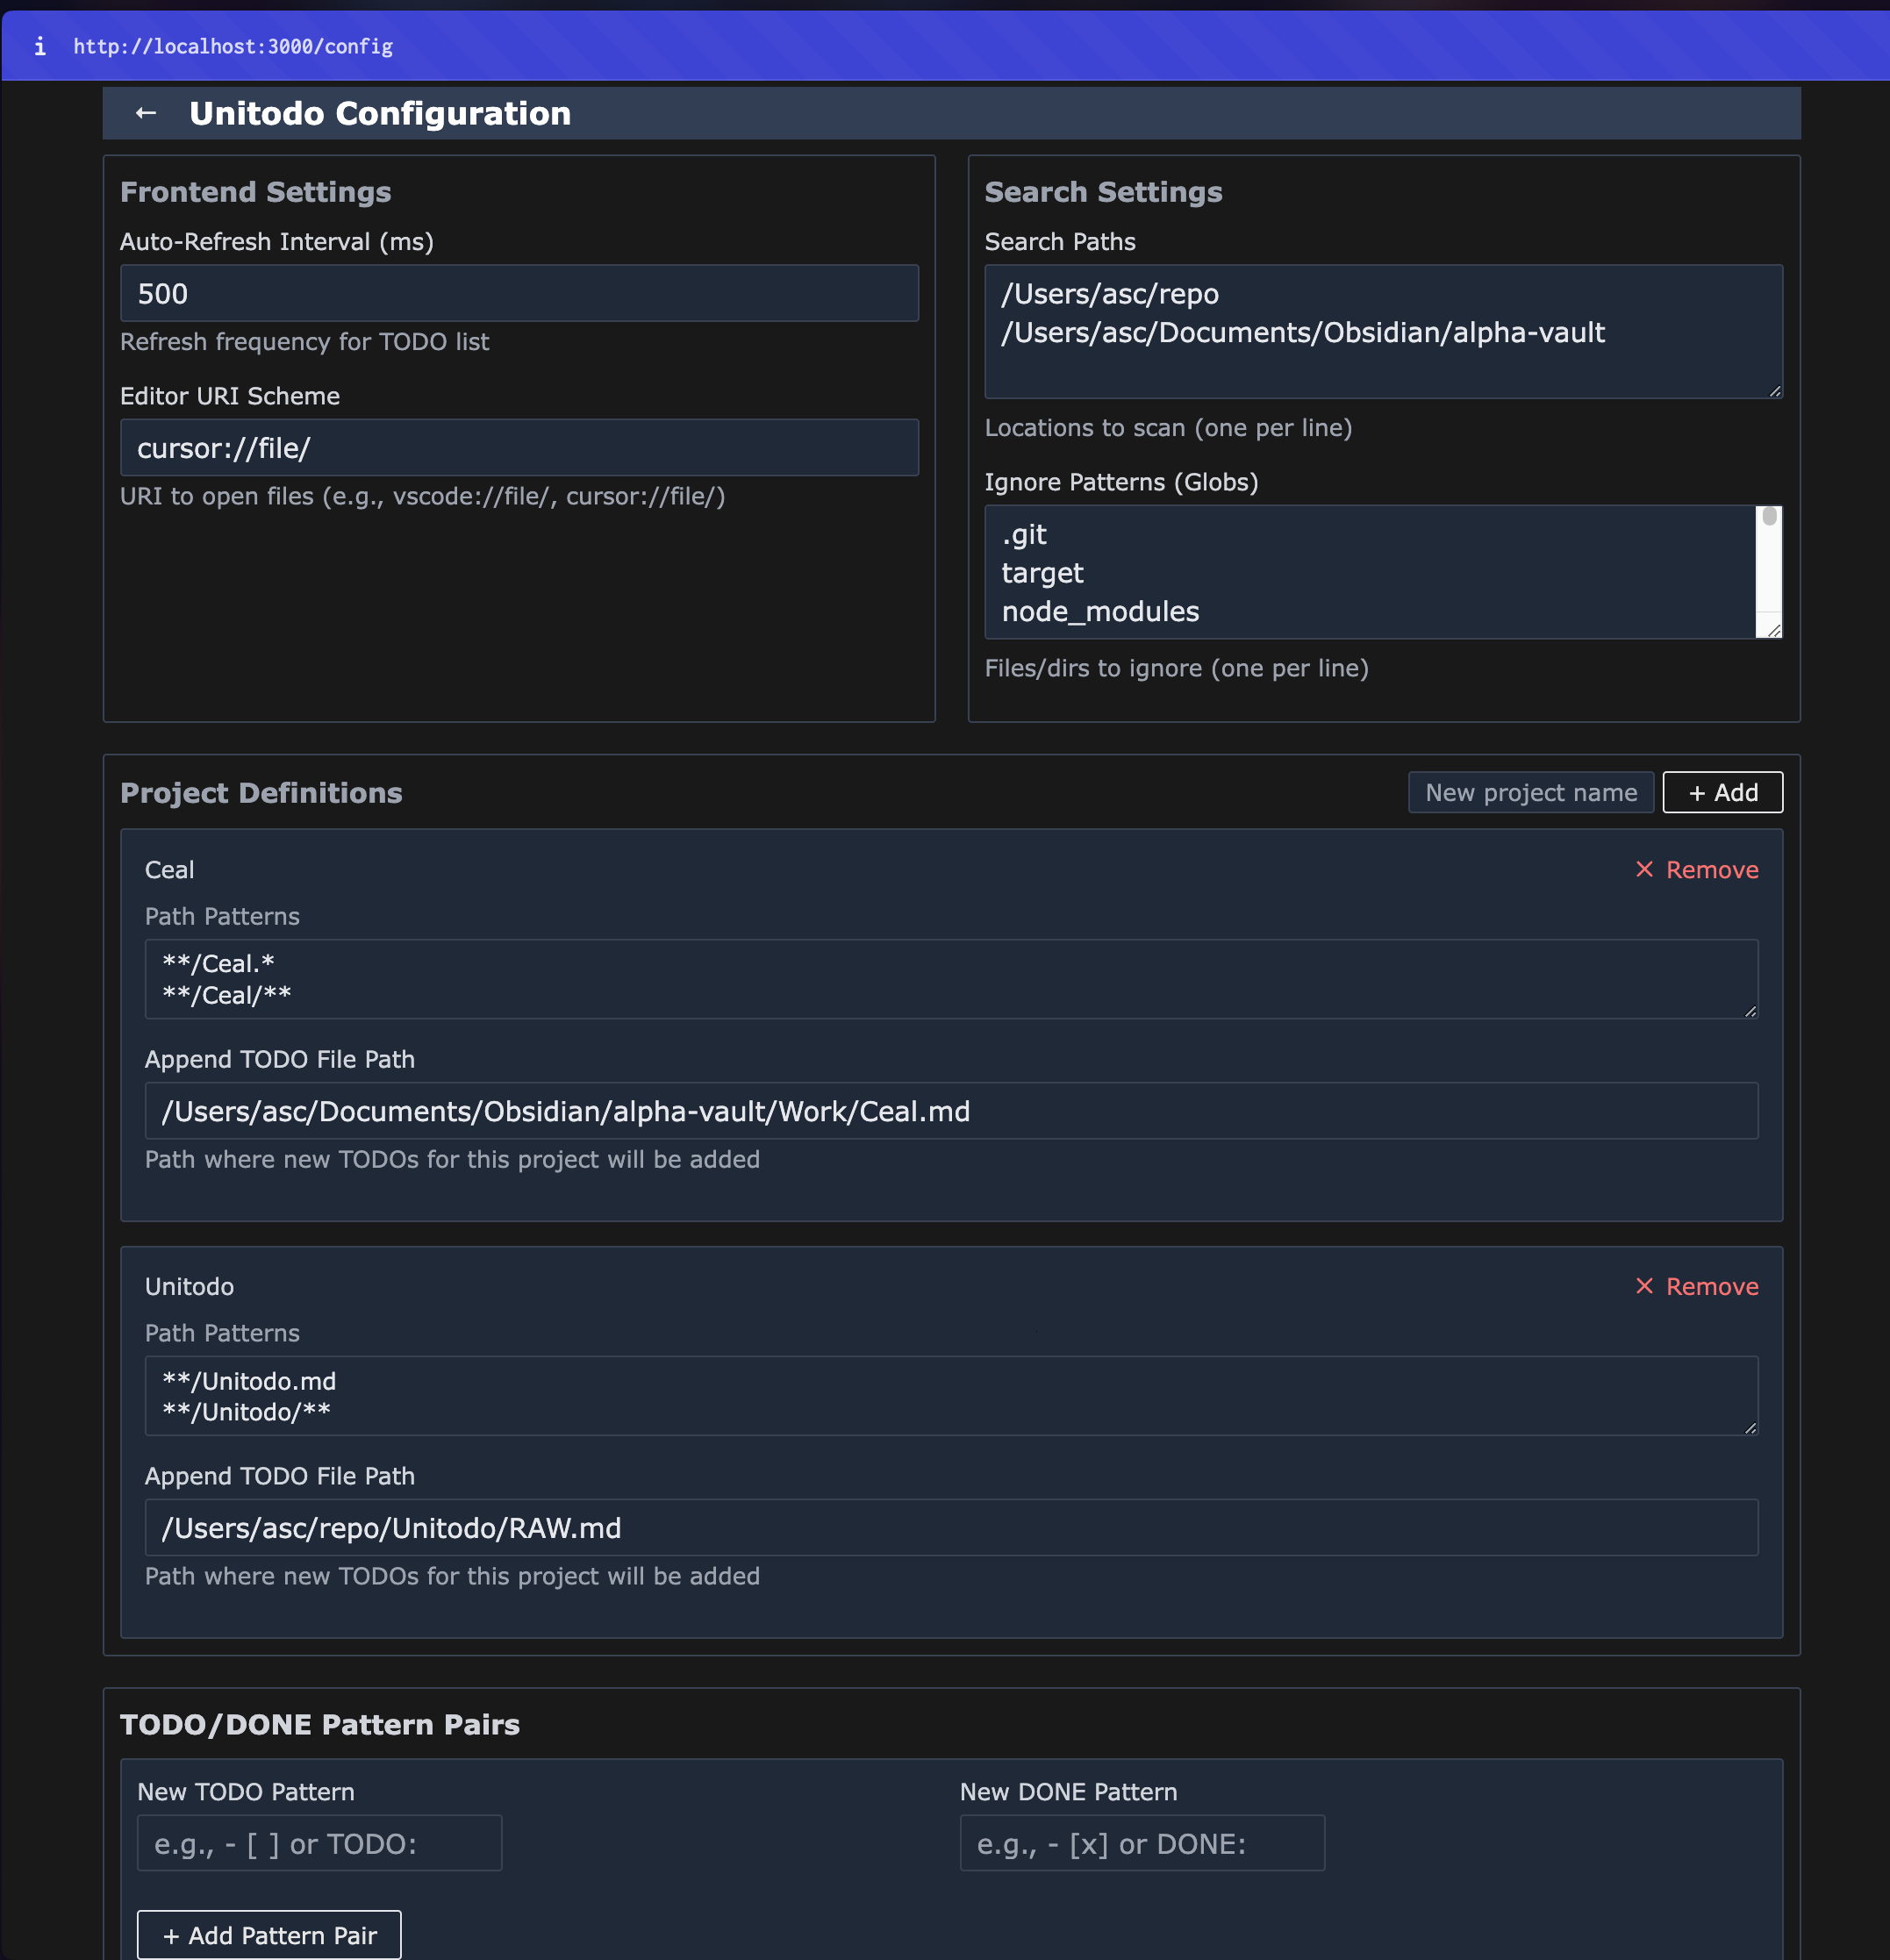 i http://localhost:3000/config
← Unitodo Configuration
Frontend Settings
Auto-Refresh Interval (ms)
500
Refresh frequency for TODO list
Editor URI Scheme
cursor://file/
URI to open files (e.g., vscode://file/, cursor://file/)
Search Settings
Search Paths
/Users/asc/repo
/Users/asc/Documents/Obsidian/alpha-vault
Locations to scan (one per line)
Ignore Patterns (Globs)
.git
target
node_modules
Files/dirs to ignore (one per line)
Project Definitions
New project name
+ Add
Ceal
× Remove
Path Patterns
**/Ceal.*
**/Ceal/**
Append TODO File Path
/Users/asc/Documents/Obsidian/alpha-vault/Work/Ceal.md
Path where new TODOs for this project will be added
Unitodo
× Remove
Path Patterns
**/Unitodo.md
**/Unitodo/**
Append TODO File Path
/Users/asc/repo/Unitodo/RAW.md
Path where new TODOs for this project will be added
TODO/DONE Pattern Pairs
New TODO Pattern
e.g., - [ ] or TODO:
New DONE Pattern
e.g., - [x] or DONE:
+ Add Pattern Pair